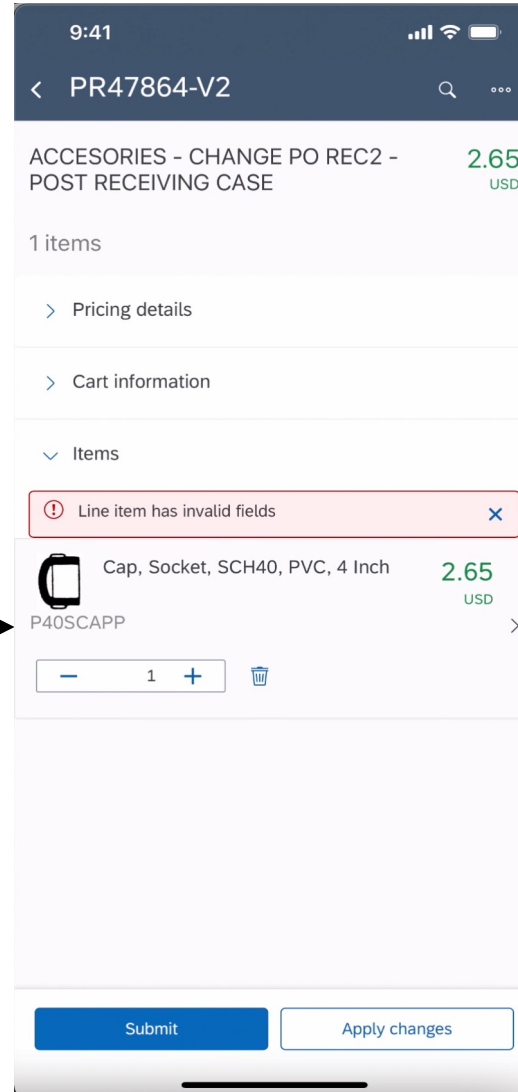 9:41
PR47864-V2
ACCESORIES - CHANGE PO REC2 -
POST RECEIVING CASE
2.65
USD
1 items
Pricing details
Cart information
Items
Line item has invalid fields
Cap, Socket, SCH40, PVC, 4 Inch
2.65
USD
P40SCAPP
1
Submit
Apply changes